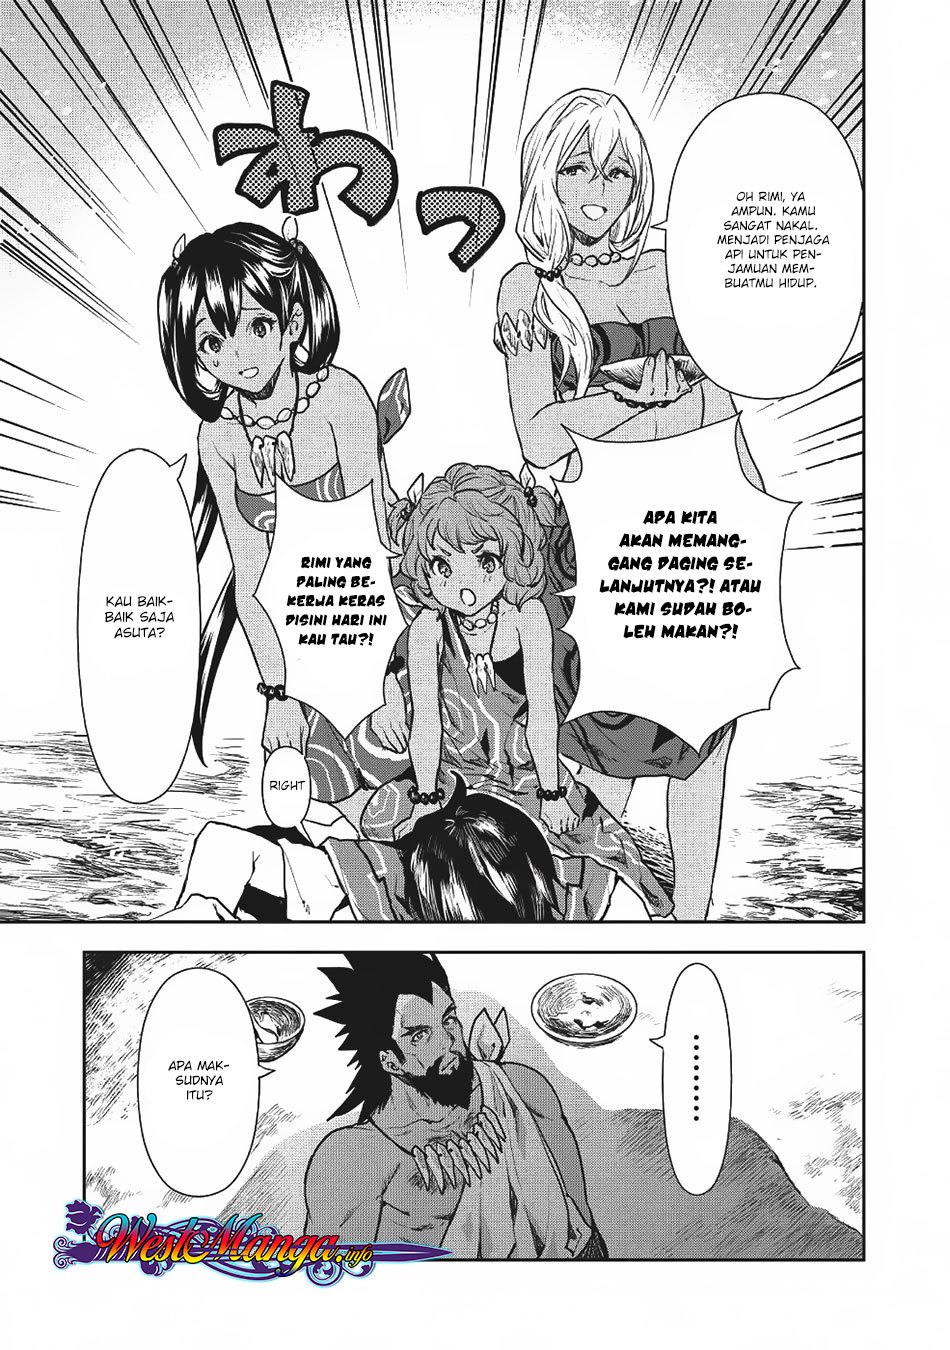 わっ
OH RIMI, YA
AMPUN. KAMU
SANGAT NAKAL.
MENJADI PENJAGA
API UNTUK PEN-
JAMUAN MEM-
BUATMU HIDUP.
APA KITA
AKAN MEMANG-
GANG DAGING SE-
LANJUTNYA?! ATAU
KAMI SUDAH BO-
LEH MAKAN?!
RIMI YANG
PALING BE-
KERJA KERAS
DISINI HARI INI
KAU TAU?!
KAU BAIK-
BAIK SAJA
ASUTA?
RIGHT
.........
APA MAK-
SUDNYA
ITU?
WestManga.info